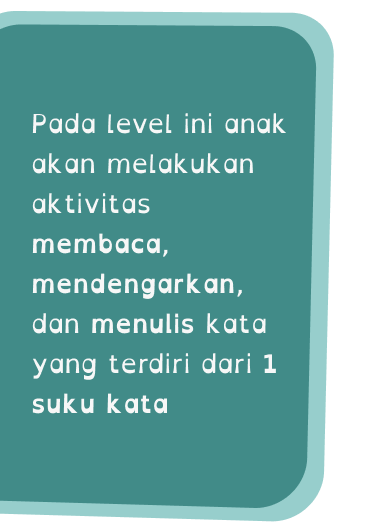 Pada level ini anak
akan melakukan
aktivitas
membaca,
mendengarkan,
dan menulis kata
yang terdiri dari 1
suku kata